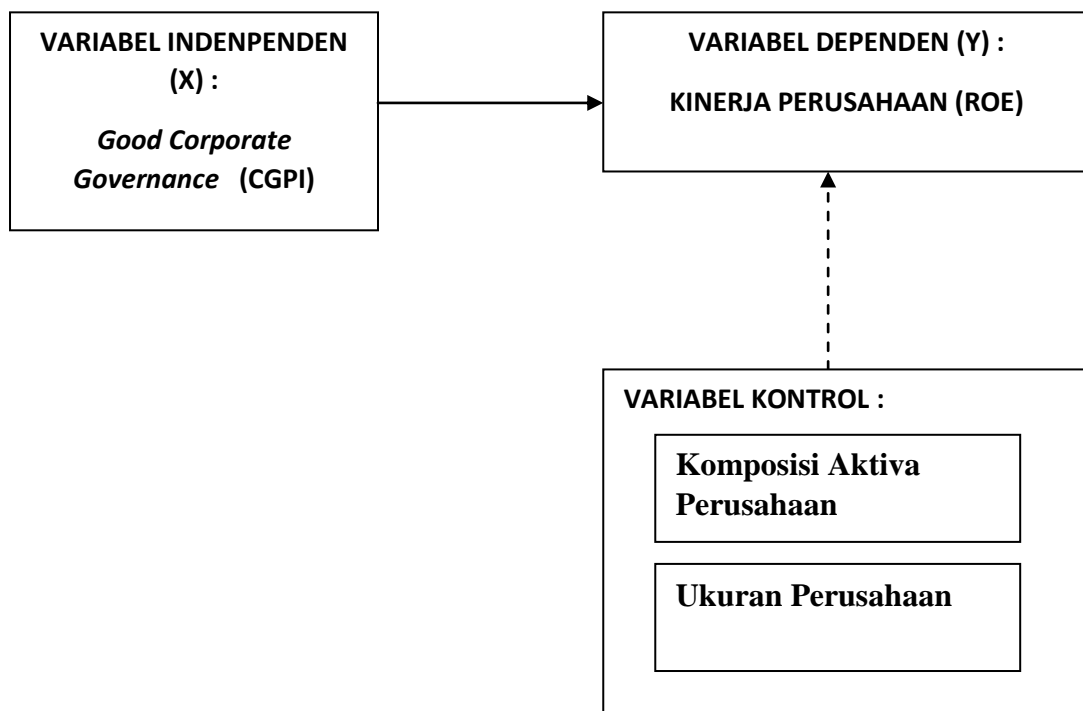 VARIABEL INDENPENDEN
(X) :
Good Corporate
Governance (CGPI)
VARIABEL DEPENDEN (Y) :
KINERJA PERUSAHAAN (ROE)
VARIABEL KONTROL :
Komposisi Aktiva
Perusahaan
Ukuran Perusahaan